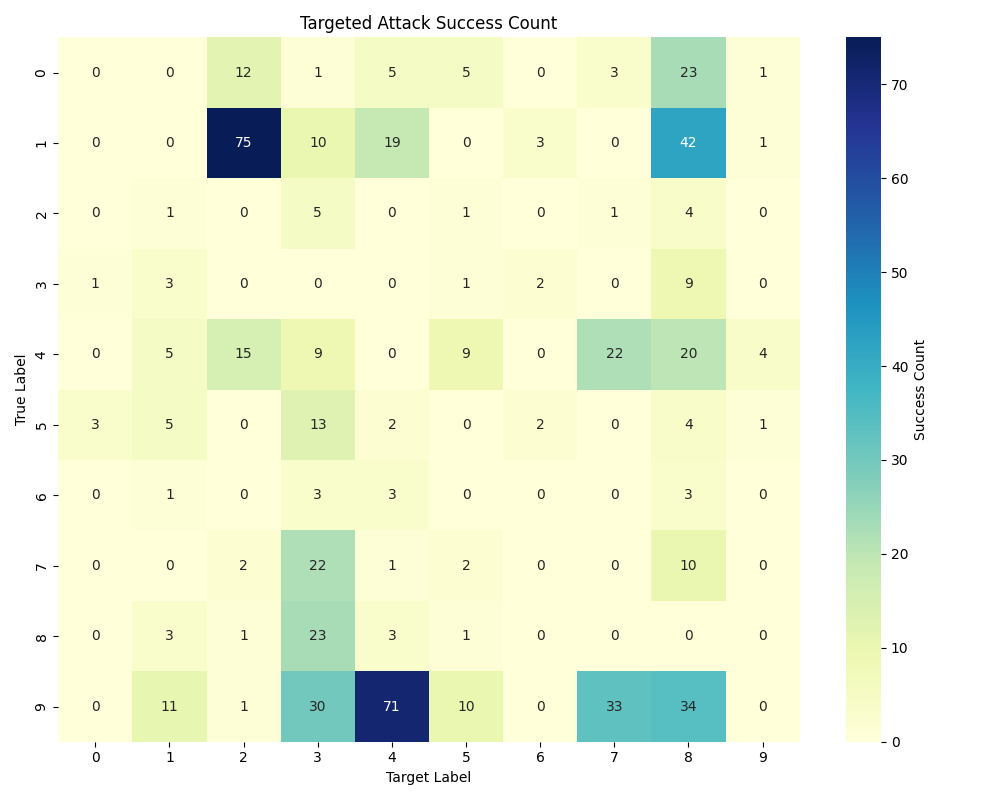 Targeted Attack Success Count
0 0 0 12 1 5 5 0 3 23 1
1 0 0 75 10 19 0 3 0 42 1
2 0 1 0 5 0 1 0 1 4 0
3 1 3 0 0 0 1 2 0 9 0
4 0 5 15 9 0 9 0 22 20 4
5 3 5 0 13 2 0 2 0 4 1
6 0 1 0 3 3 0 0 0 3 0
7 0 0 2 22 1 2 0 0 10 0
8 0 3 1 23 3 1 0 0 0 0
9 0 11 1 30 71 10 0 33 34 0
0 1 2 3 4 5 6 7 8 9
Target Label
True Label
70
60
50
40
30
20
10
0
Success Count